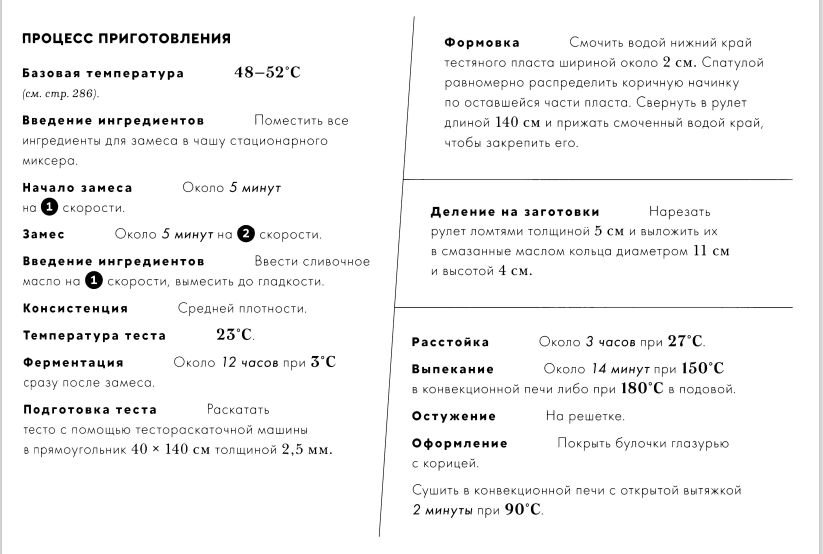 ПРОЦЕСС ПРИГОТОВЛЕНИЯ
Базовая температура 48–52°С
(см. стр. 286).
Введение ингредиентов Поместить все
ингредиенты для замеса в чашу стационарного
миксера.
Начало замеса Около 5 минут
на 1 скорости.
Замес Около 5 минут на 2 скорости.
Введение ингредиентов Ввести сливочное
масло на 1 скорости, вымесить до гладкости.
Консистенция Средней плотности.
Температура теста 23°С.
Ферментация Около 12 часов при 3°С
сразу после замеса.
Подготовка теста Раскатать
тесто с помощью тестораскаточной машины
в прямоугольник 40 × 140 см толщиной 2,5 мм.
Формовка Смочить водой нижний край
тестяного пласта шириной около 2 см. Спатулой
равномерно распределить коричную начинку
по оставшейся части пласта. Свернуть в рулет
длиной 140 см и прижать смоченный водой край,
чтобы закрепить его.
Деление на заготовки Нарезать
рулет ломтями толщиной 5 см и выложить их
в смазанные маслом кольца диаметром 11 см
и высотой 4 см.
Расстойка Около 3 часов при 27°С.
Выпекание Около 14 минут при 150°С
в конвекционной печи либо при 180°С в подовой.
Остужение На решетке.
Оформление Покрыть булочки глазурью
с корицей.
Сушить в конвекционной печи с открытой вытяжкой
2 минуты при 90°С.